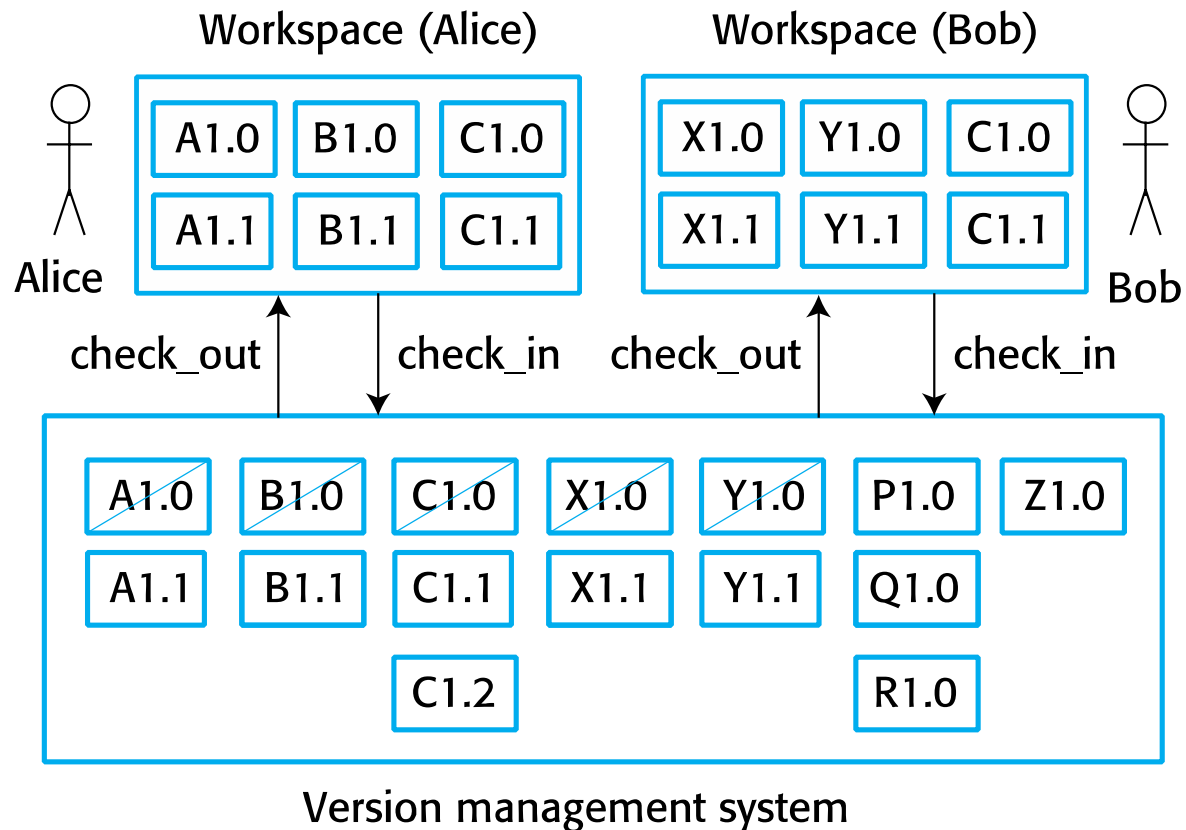 Workspace (Alice) Workspace (Bob)
A1.0 B1.0 C1.0 X1.0 Y1.0 C1.0
A1.1 B1.1 C1.1 X1.1 Y1.1 C1.1
Alice Bob
check_out check_in check_out check_in
A1.0 B1.0 C1.0 X1.0 Y1.0 P1.0 Z1.0
A1.1 B1.1 C1.1 X1.1 Y1.1 Q1.0
C1.2 R1.0
Version management system